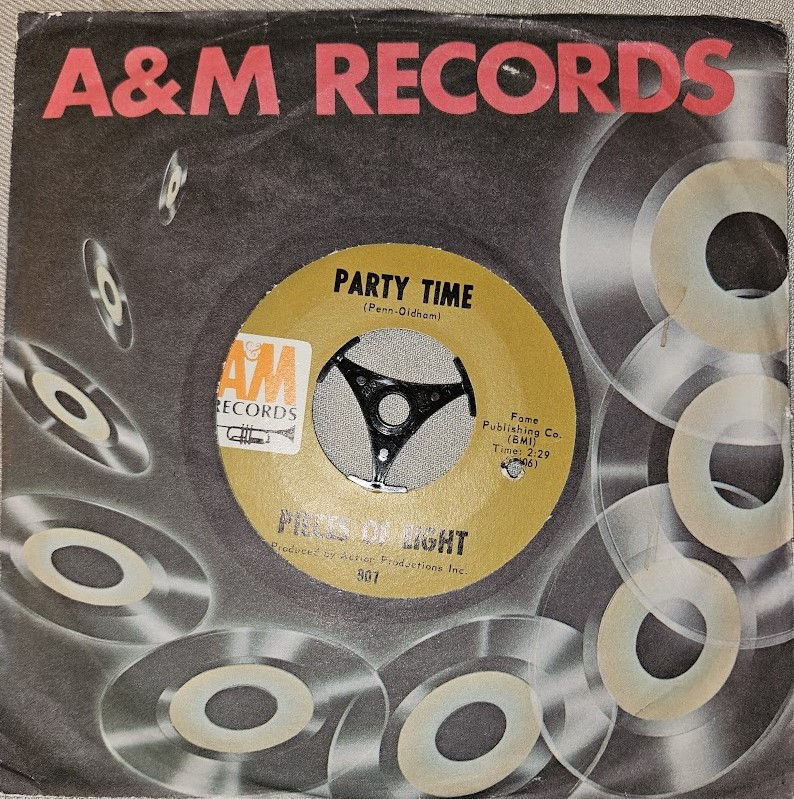 A&M RECORDS
PARTY TIME
(Penn-Oldham)
A&M
RECORDS
Fame
Publishing Co.
(BMI)
Time: 2:29
PIECES OF EIGHT
Produced by Action Productions Inc.
907